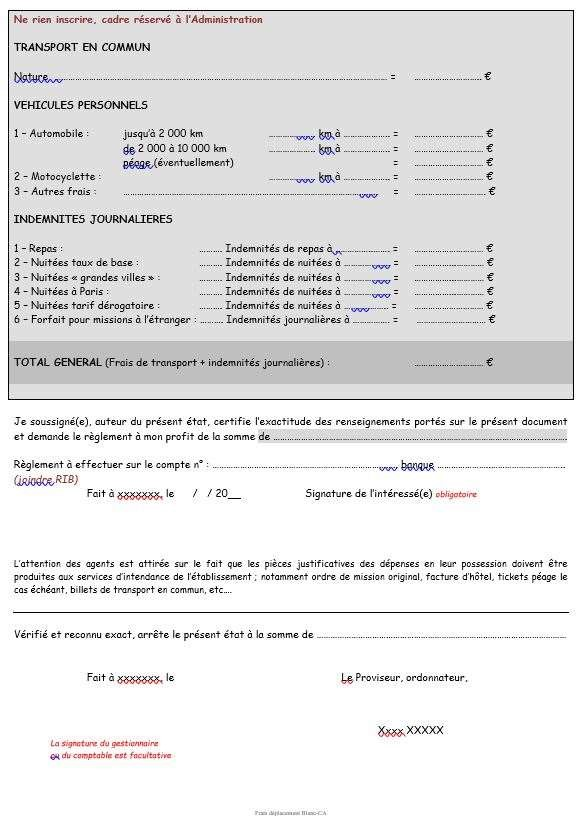 Ne rien inscrire, cadre réservé à l'Administration
TRANSPORT EN COMMUN
Nature ........................................................................ = .................... €
VEHICULES PERSONNELS
1 – Automobile : jusqu'à 2 000 km .............. km à .............. = .................... €
de 2 000 à 10 000 km .............. km à .............. = .................... €
péage (éventuellement) = .................... €
2 – Motocyclette : .............. km à .............. = .................... €
3 – Autres frais : ........................................................................ = .................... €
INDEMNITES JOURNALIERES
1 – Repas : ......... Indemnités de repas à .................. = .................... €
2 – Nuitées taux de base : ......... Indemnités de nuitées à .............. = .................... €
3 – Nuitées « grandes villes » : ......... Indemnités de nuitées à .............. = .................... €
4 – Nuitées à Paris : ......... Indemnités de nuitées à .............. = .................... €
5 – Nuitées tarif dérogatoire : ......... Indemnités de nuitées à .............. = .................... €
6 – Forfait pour missions à l'étranger : ......... Indemnités journalières à .............. = .................... €
TOTAL GENERAL (Frais de transport + indemnités journalières) : .................... €
Je soussigné(e), auteur du présent état, certifie l'exactitude des renseignements portés sur le présent document
et demande le règlement à mon profit de la somme de ........................................................................
Règlement à effectuer sur le compte n° : .................................................. banque ..............................
(joindre RIB)
Fait à xxxxxxx, le / / 20__ Signature de l'intéressé(e) obligatoire
L'attention des agents est attirée sur le fait que les pièces justificatives des dépenses en leur possession doivent être
produites aux services d'intendance de l'établissement ; notamment ordre de mission original, facture d'hôtel, tickets péage le
cas échéant, billets de transport en commun, etc....
Vérifié et reconnu exact, arrête le présent état à la somme de ........................................................................
Fait à xxxxxxx, le Le Proviseur, ordonnateur,
Xxxx XXXXX
La signature du gestionnaire
ou du comptable est facultative
Frais déplacement Blanc-CA